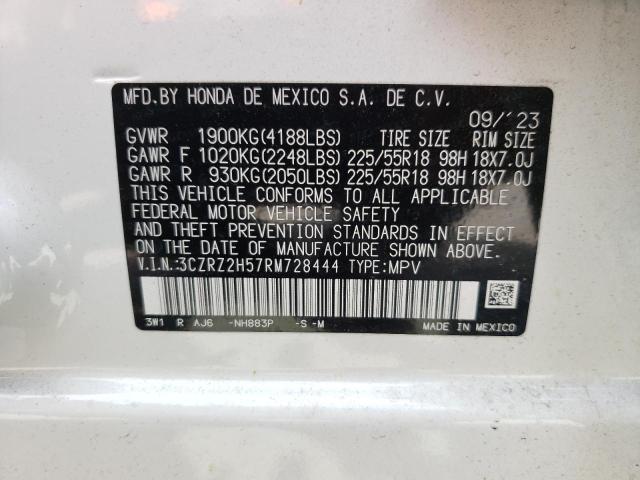 MFD.BY HONDA DE MEXICO S.A. DE C.V.
09/'23
GVWR 1900KG(4188LBS) TIRE SIZE RIM SIZE
GAWR F 1020KG(2248LBS) 225/55R18 98H 18X7.0J
GAWR R 930KG(2050LBS) 225/55R18 98H 18X7.0J
THIS VEHICLE CONFORMS TO ALL APPLICABLE
FEDERAL MOTOR VEHICLE SAFETY
AND THEFT PREVENTION STANDARDS IN EFFECT
ON THE DATE OF MANUFACTURE SHOWN ABOVE.
V.I.N.:3CZRZ2H57RM728444 TYPE:MPV
3W1 R AJ6 -NH883P -S -M MADE IN MEXICO